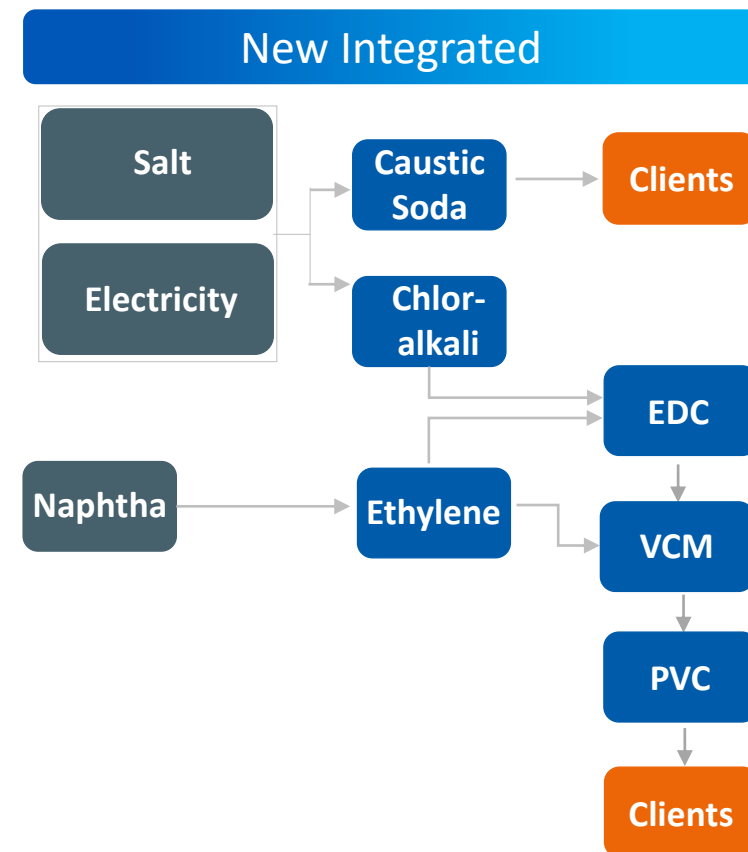 New Integrated
Salt
Caustic
Soda
Clients
Electricity
Chlor-
alkali
EDC
Naphtha
Ethylene
VCM
PVC
Clients